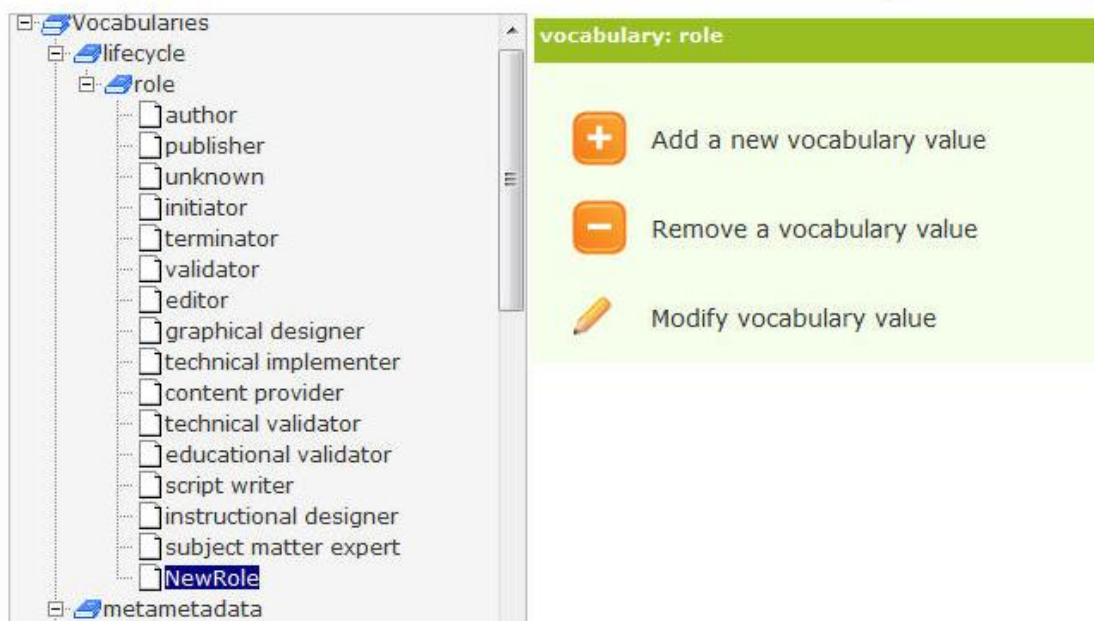 Vocabularies
lifecycle
role
author
publisher
unknown
initiator
terminator
validator
editor
graphical designer
technical implementer
content provider
technical validator
educational validator
script writer
instructional designer
subject matter expert
NewRole
metametadata
vocabulary: role
Add a new vocabulary value
Remove a vocabulary value
Modify vocabulary value